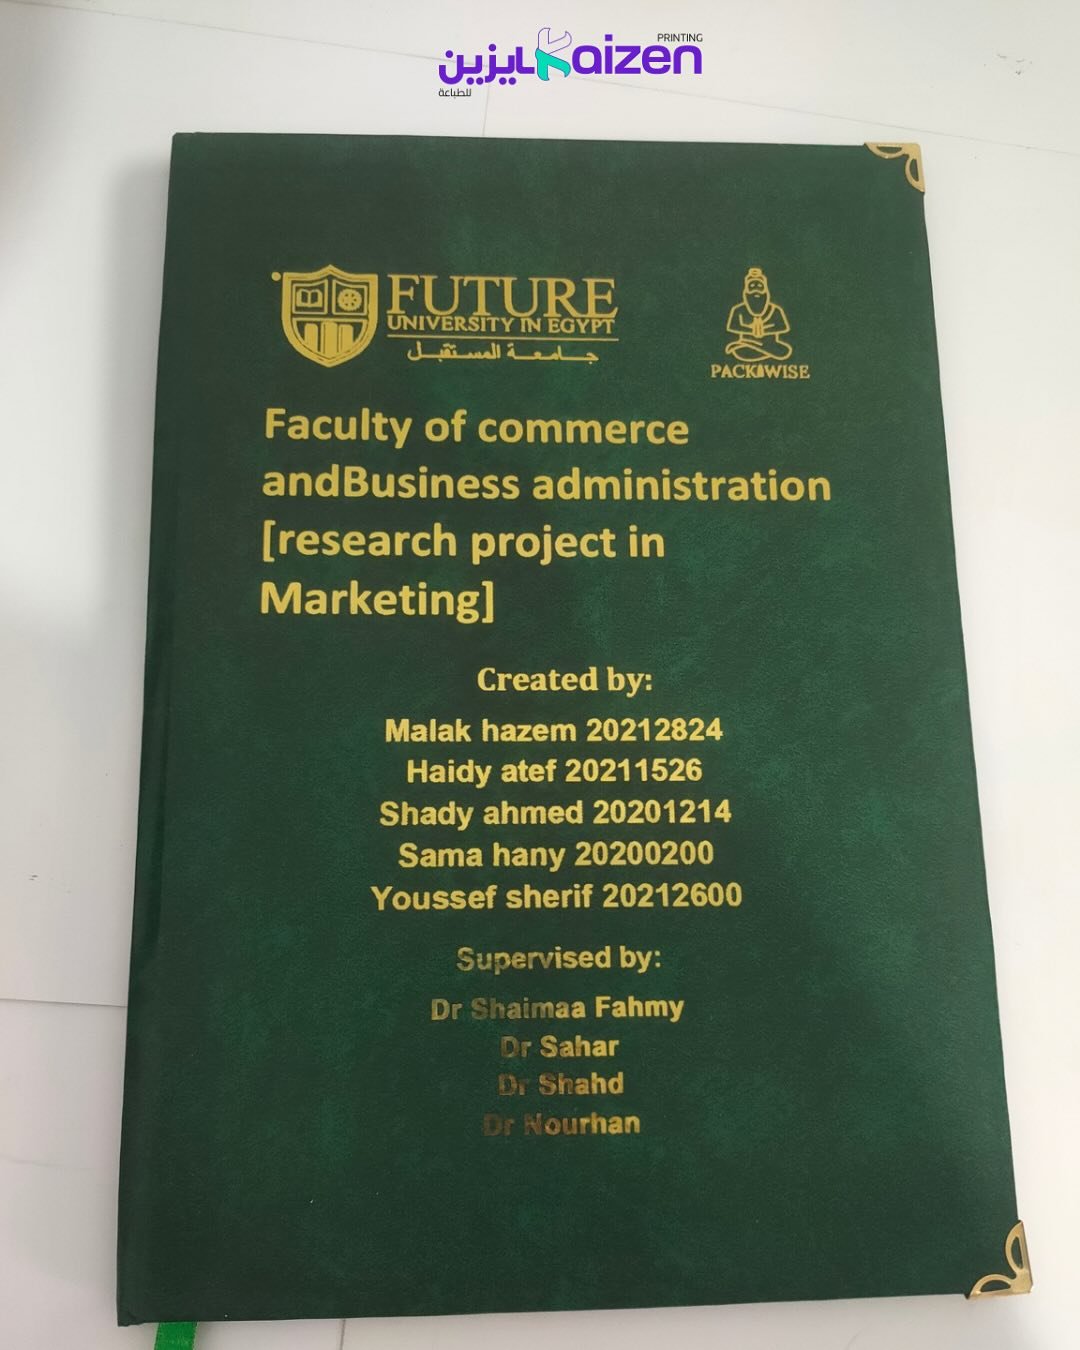 PRINTING
كايزين Kaizen
للطباعة
FUTURE
UNIVERSITY IN EGYPT
جامعة المستقبل
PACK WISE
Faculty of commerce
andBusiness administration
[research project in
Marketing]
Created by:
Malak hazem 20212824
Haidy atef 20211526
Shady ahmed 20201214
Sama hany 20200200
Youssef sherif 20212600
Supervised by:
Dr Shaimaa Fahmy
Dr Sahar
Dr Shahd
Dr Nourhan